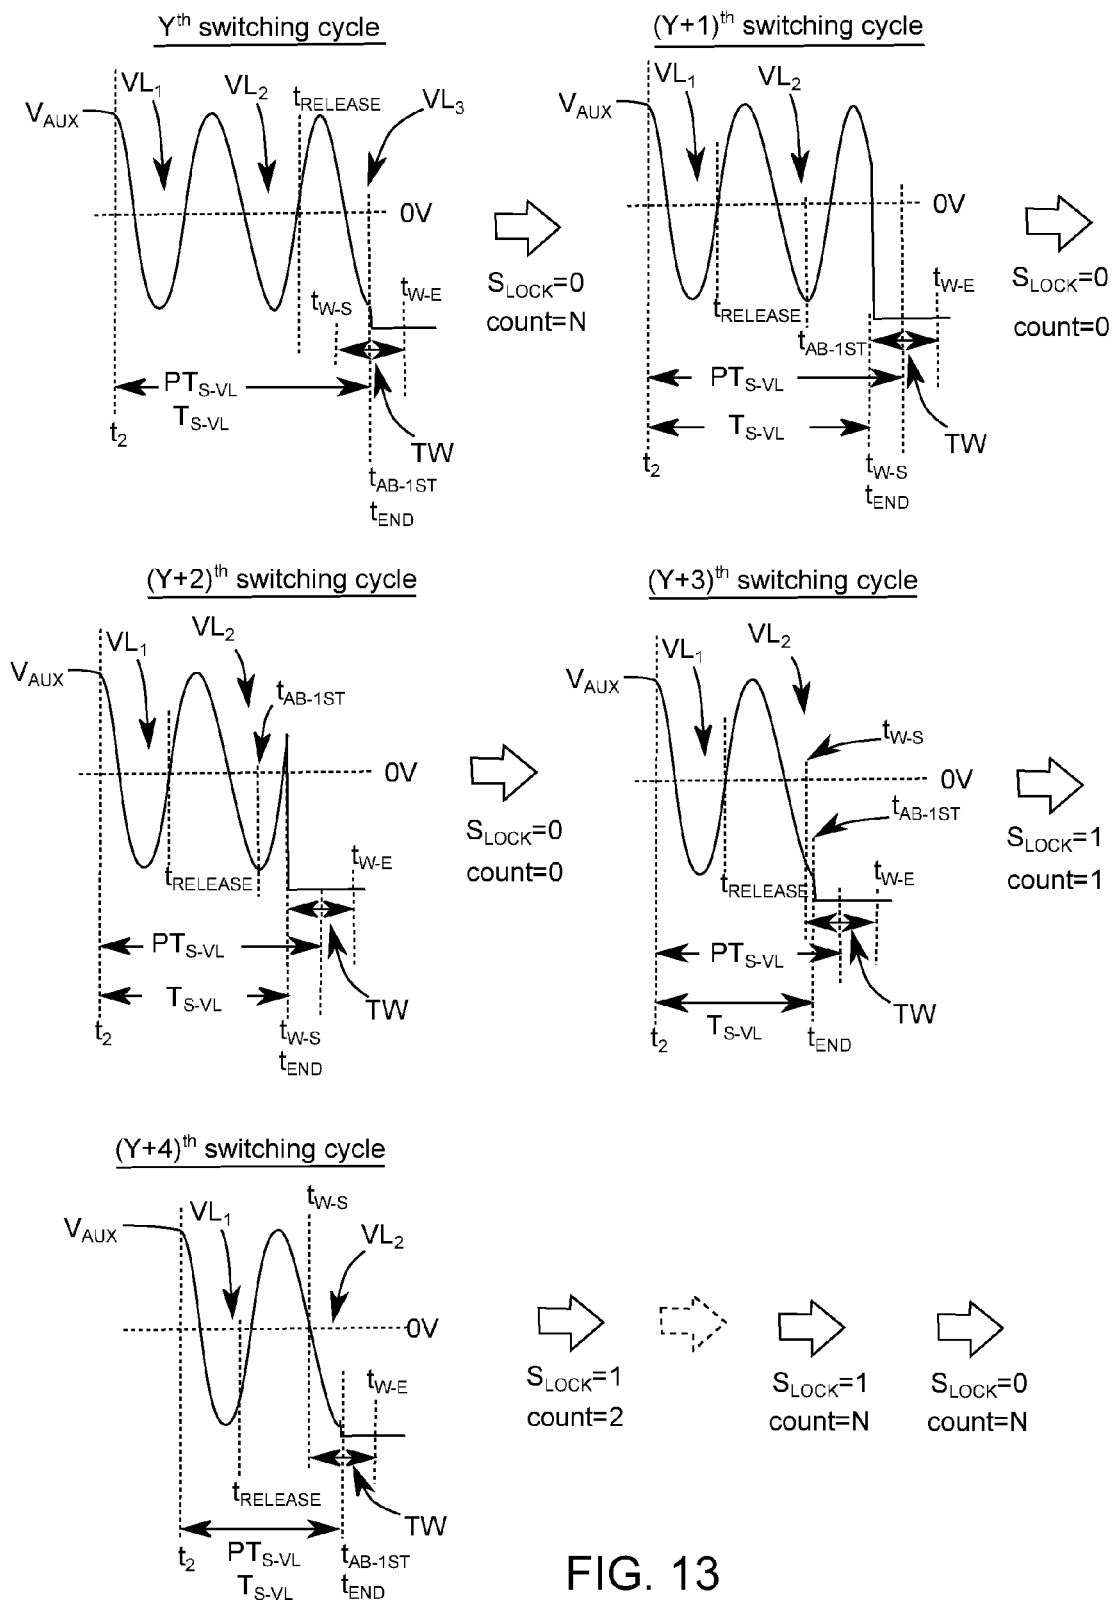 Yth switching cycle
VL1
VL2
tRELEASE
VL3
VAUX
0V
tW-S
tW-E
PTS-VL
TS-VL
t2
TW
tAB-1ST
tEND
SLOCK=0
count=N
(Y+1)th switching cycle
VL1
VL2
VAUX
0V
tRELEASE
tW-E
tAB-1ST
PTS-VL
TS-VL
TW
t2
tW-S
tEND
SLOCK=0
count=0
(Y+2)th switching cycle
VL1
VL2
VAUX
tAB-1ST
0V
tRELEASE
tW-E
PTS-VL
TS-VL
TW
t2
tW-S
tEND
SLOCK=0
count=0
(Y+3)th switching cycle
VL1
VL2
VAUX
tW-S
0V
tAB-1ST
tRELEASE
tW-E
PTS-VL
TW
TS-VL
t2
tEND
SLOCK=1
count=1
(Y+4)th switching cycle
VL1
tW-S
VAUX
VL2
0V
tW-E
tRELEASE
TW
t2
PTS-VL
TS-VL
tAB-1ST
tEND
SLOCK=1
count=2
SLOCK=1
count=N
SLOCK=0
count=N
FIG. 13